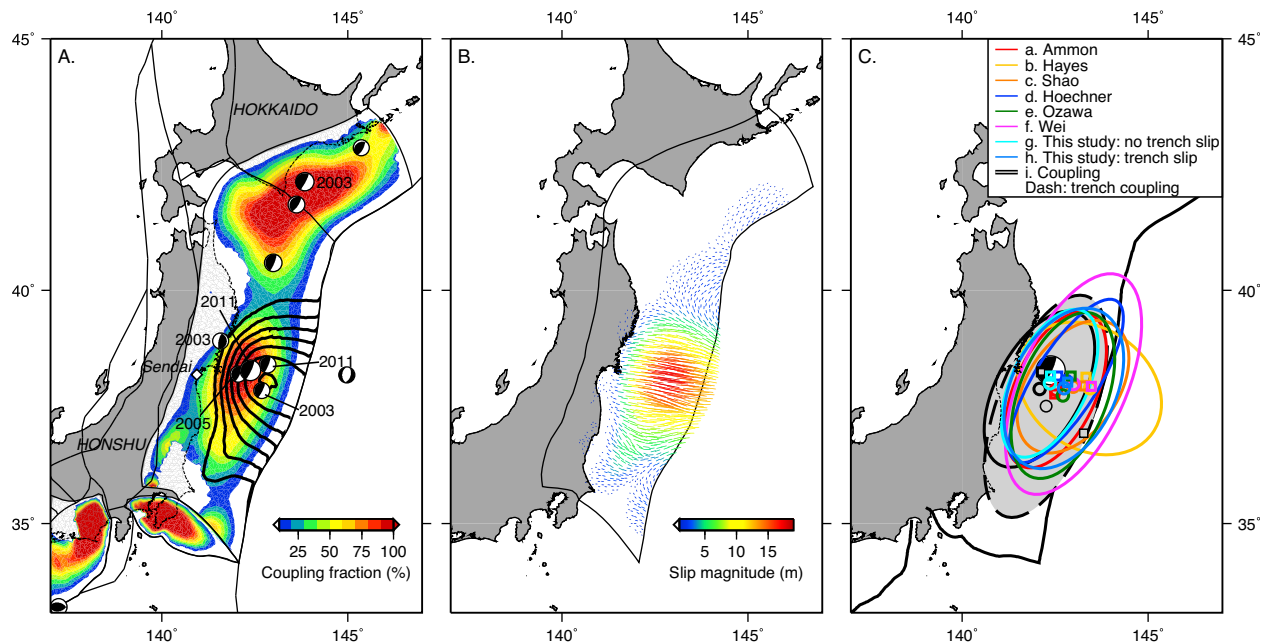 140˚ 145˚ 140˚ 145˚ 140˚ 145˚
45˚ 45˚
A. B. C.
a. Ammon
b. Hayes
c. Shao
d. Hoechner
e. Ozawa
f. Wei
g. This study: no trench slip
h. This study: trench slip
i. Coupling
Dash: trench coupling
HOKKAIDO
2003
40˚ 40˚
2011
2003
2011
Sendai
2003
2005
HONSHU
35˚ 35˚
25 50 75 100
Coupling fraction (%)
5 10 15
Slip magnitude (m)
140˚ 145˚ 140˚ 145˚ 140˚ 145˚